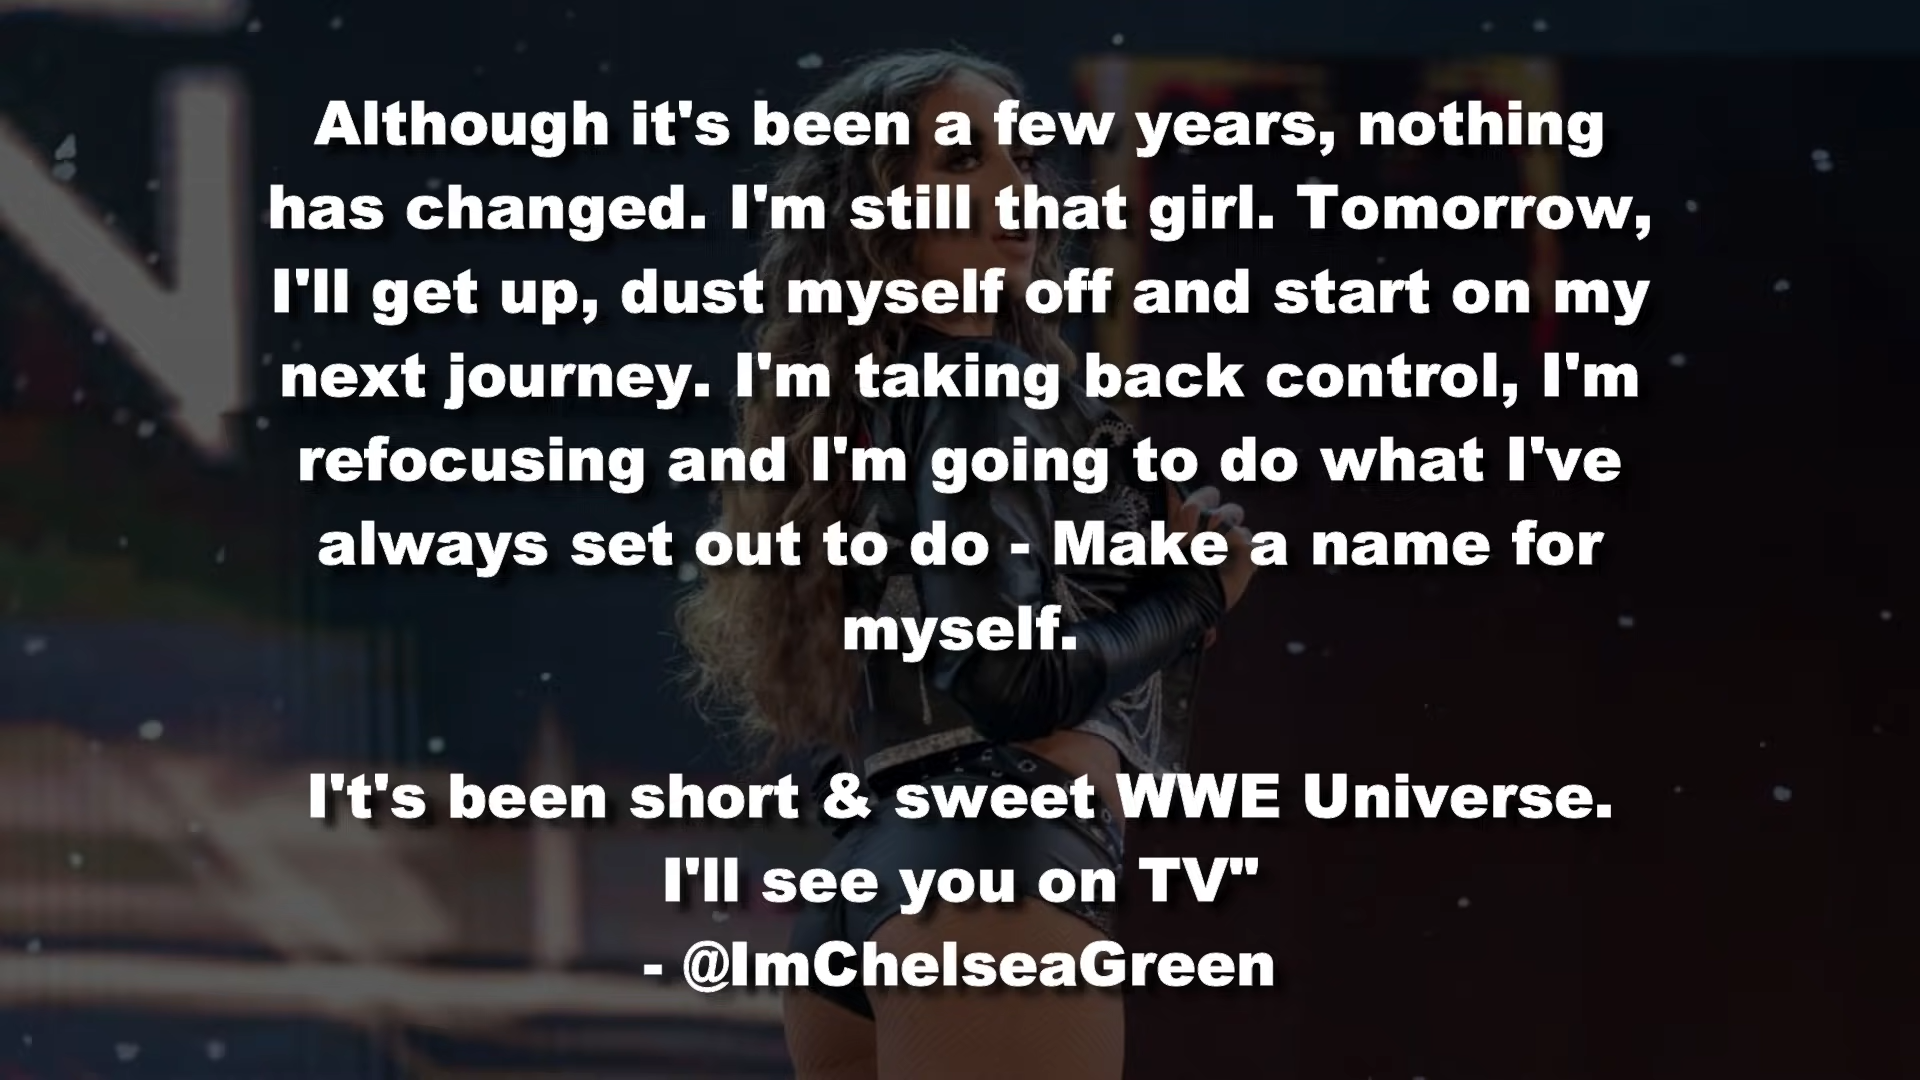 Although it's been a few years, nothing
has changed. I'm still that girl. Tomorrow,
I'll get up, dust myself off and start on my
next journey. I'm taking back control, I'm
refocusing and I'm going to do what I've
always set out to do - Make a name for
myself.
I't's been short & sweet WWE Universe.
I'll see you on TV"
- @ImChelseaGreen